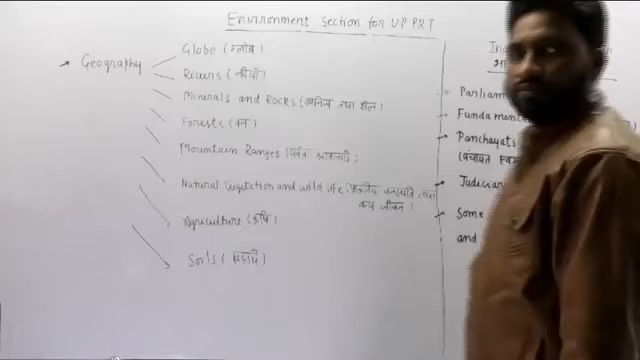 Environment Section for UP PRT
Geography
Globe (ग्लोब)
Rivers (नदियाँ)
Minerals and Rocks (खनिज तथा शैल)
Forests (वन)
Mountain Ranges (पर्वत
Natural Vegetation and wild life (प्राकृतिक वनस्पति तथा
वन्य जीवन)
Agriculture (कृषि)
Soils (
Parliam
Fundamen
Panchayats
(पंचायत
Judiciar
Some
and